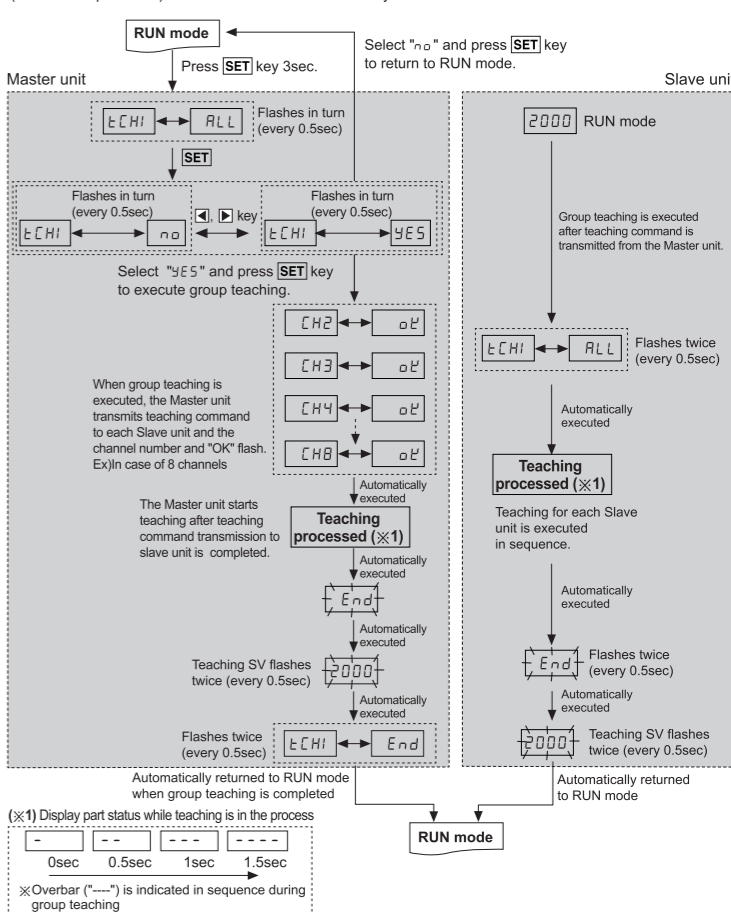 RUN mode
Select "no" and press SET key
to return to RUN mode.
Press SET key 3sec.
Master unit
tCH1
ALL
Flashes in turn
(every 0.5sec)
SET
Flashes in turn
(every 0.5sec)
tCH1
no
◀, ▶ key
Flashes in turn
(every 0.5sec)
tCH1
YES
Select "YES" and press SET key
to execute group teaching.
CH2
oK
CH3
oK
CH4
oK
CH8
oK
When group teaching is
executed, the Master unit
transmits teaching command
to each Slave unit and the
channel number and "OK" flash.
Ex)In case of 8 channels
Automatically
executed
The Master unit starts
teaching after teaching
command transmission to
slave unit is completed.
Teaching
processed (※1)
Automatically
executed
End
Automatically
executed
Teaching SV flashes
twice (every 0.5sec)
2000
Automatically
executed
Flashes twice
(every 0.5sec)
tCH1
End
Automatically returned to RUN mode
when group teaching is completed
Slave unit
2000 RUN mode
Group teaching is executed
after teaching command is
transmitted from the Master unit.
tCH1
ALL
Flashes twice
(every 0.5sec)
Automatically
executed
Teaching
processed (※1)
Teaching for each Slave
unit is executed
in sequence.
Automatically
executed
End
Flashes twice
(every 0.5sec)
Automatically
executed
2000
Teaching SV flashes
twice (every 0.5sec)
Automatically returned
to RUN mode
RUN mode
(※1) Display part status while teaching is in the process
- -- --- ----
0sec 0.5sec 1sec 1.5sec
※Overbar ("----") is indicated in sequence during
group teaching